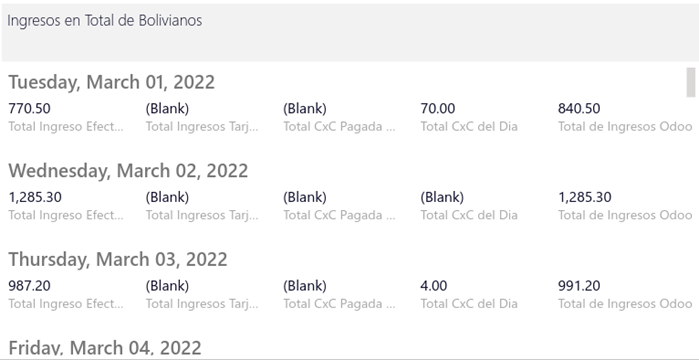 Ingresos en Total de Bolivianos
Tuesday, March 01, 2022
770.50 (Blank) (Blank) 70.00 840.50
Total Ingreso Efect... Total Ingresos Tarj... Total CxC Pagada ... Total CxC del Dia Total de Ingresos Odoo
Wednesday, March 02, 2022
1,285.30 (Blank) (Blank) (Blank) 1,285.30
Total Ingreso Efect... Total Ingresos Tarj... Total CxC Pagada ... Total CxC del Dia Total de Ingresos Odoo
Thursday, March 03, 2022
987.20 (Blank) (Blank) 4.00 991.20
Total Ingreso Efect... Total Ingresos Tarj... Total CxC Pagada ... Total CxC del Dia Total de Ingresos Odoo
Friday, March 04, 2022